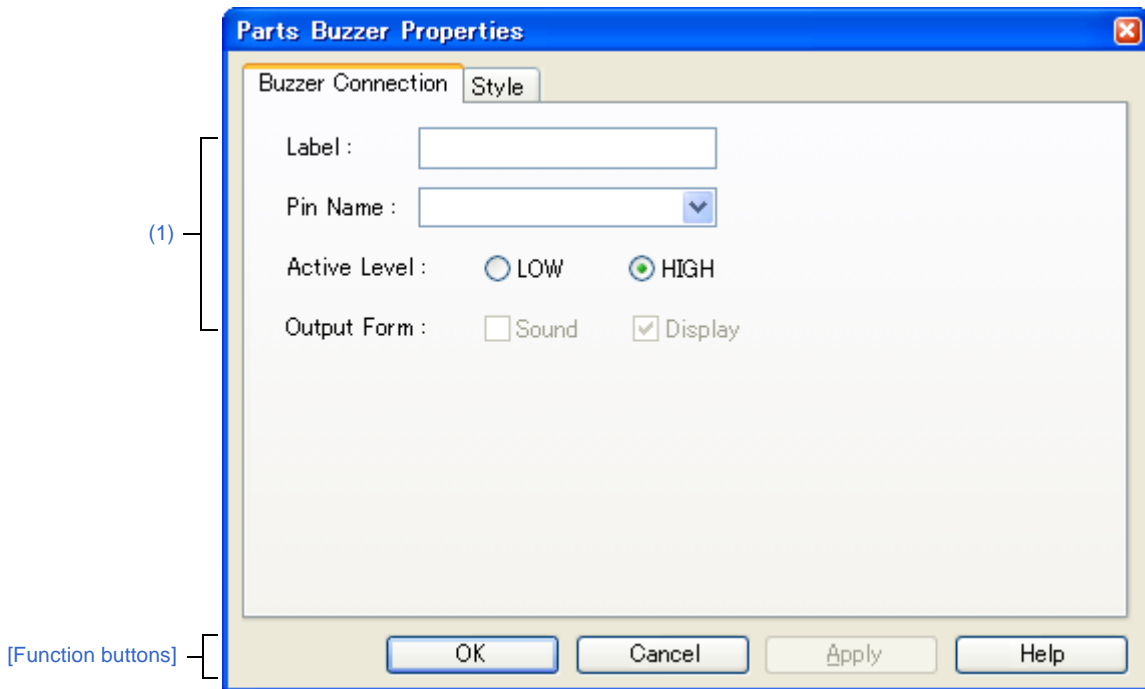 Parts Buzzer Properties
Buzzer Connection Style
Label :
Pin Name :
(1)
Active Level : LOW HIGH
Output Form : Sound Display
[Function buttons]
OK Cancel Apply Help